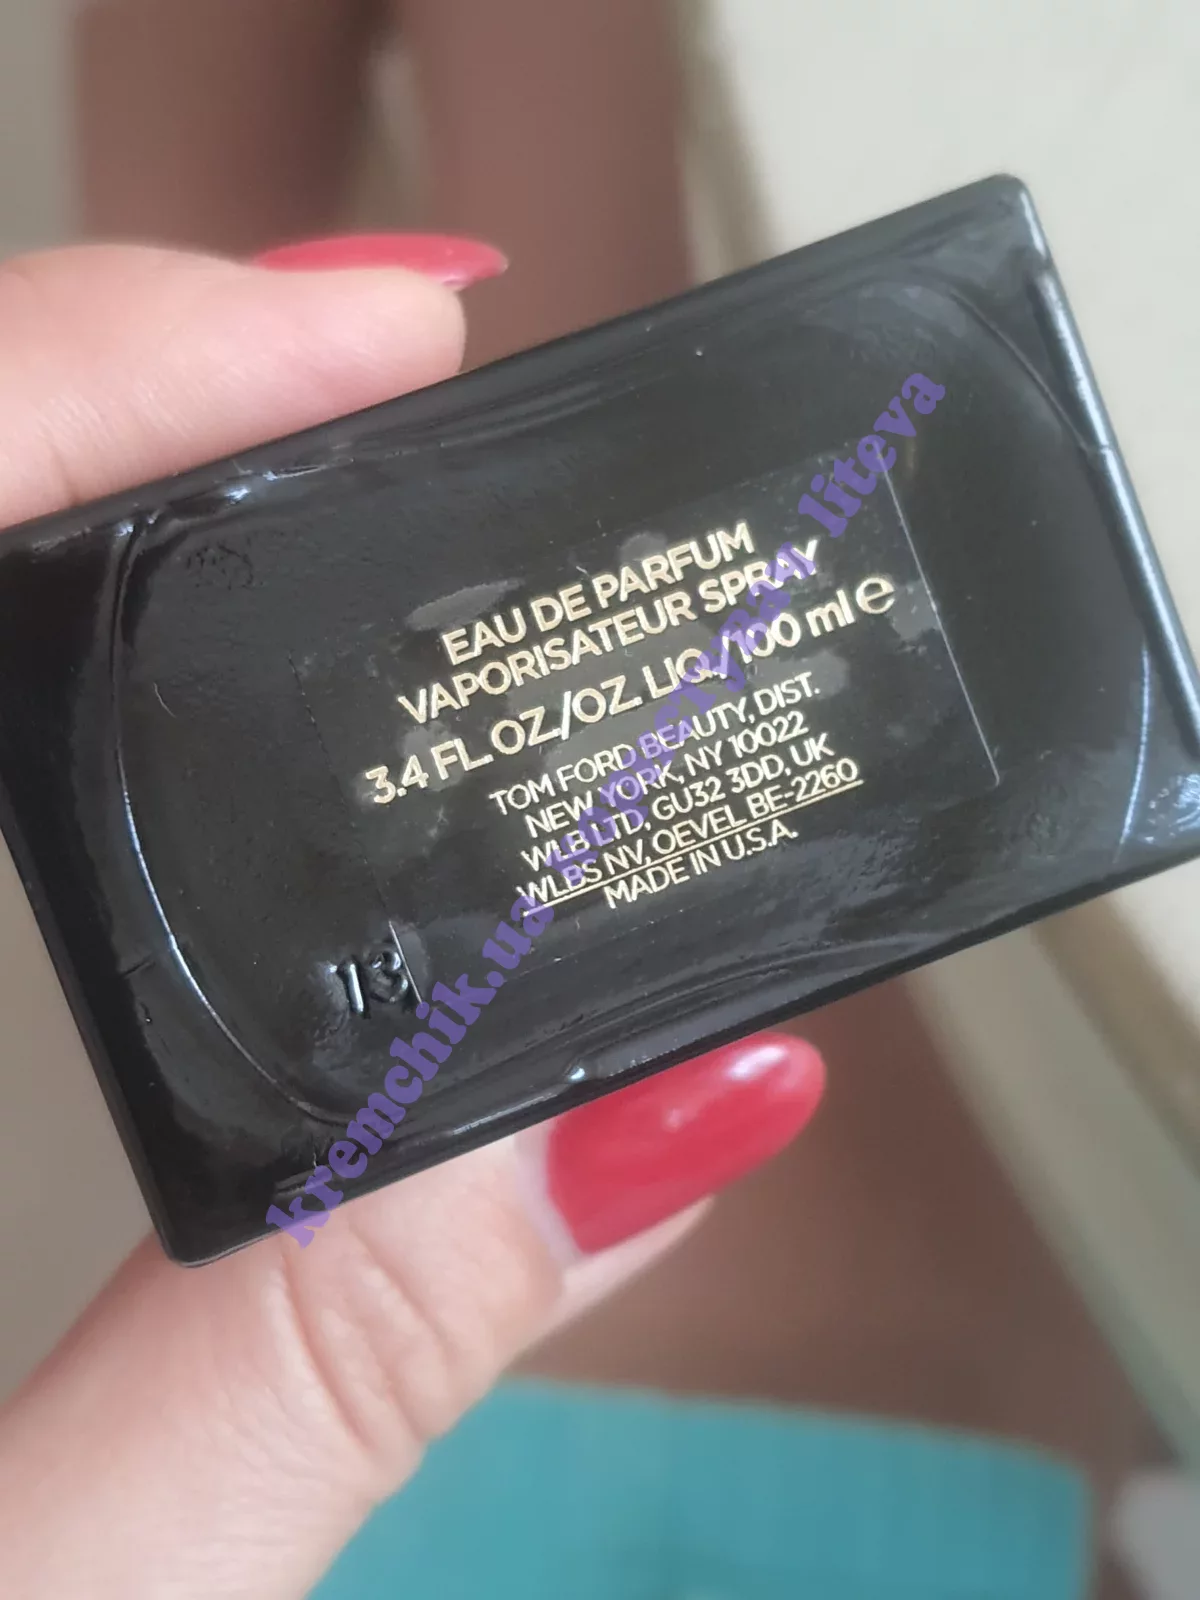 EAU DE PARFUM
VAPORISATEUR SPRAY
3.4 FL. OZ./OZ. LIQ./100 ml e
TOM FORD BEAUTY, DIST.
NEW YORK, NY 10022
WLB LTD, GU32 3DD, UK
WLBS NV, OEVEL BE-2260
MADE IN U.S.A.
13
kremchik.ua liteva